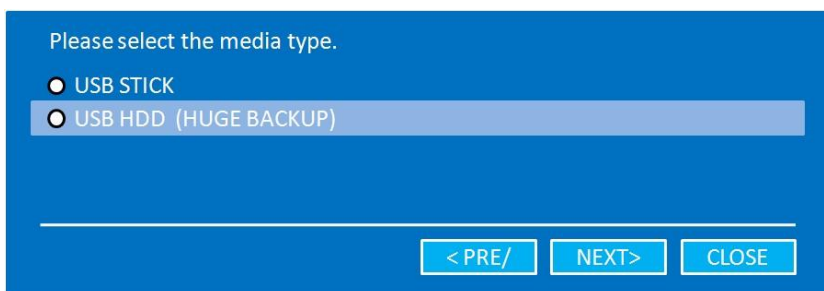 Please select the media type.
USB STICK
USB HDD (HUGE BACKUP)
< PRE/ NEXT> CLOSE